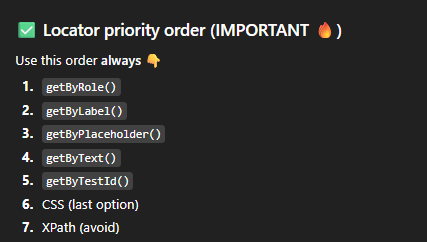 ✅ Locator priority order (IMPORTANT 🔥)
Use this order always 👇
1. getByRole()
2. getByLabel()
3. getByPlaceholder()
4. getByText()
5. getByTestId()
6. CSS (last option)
7. XPath (avoid)